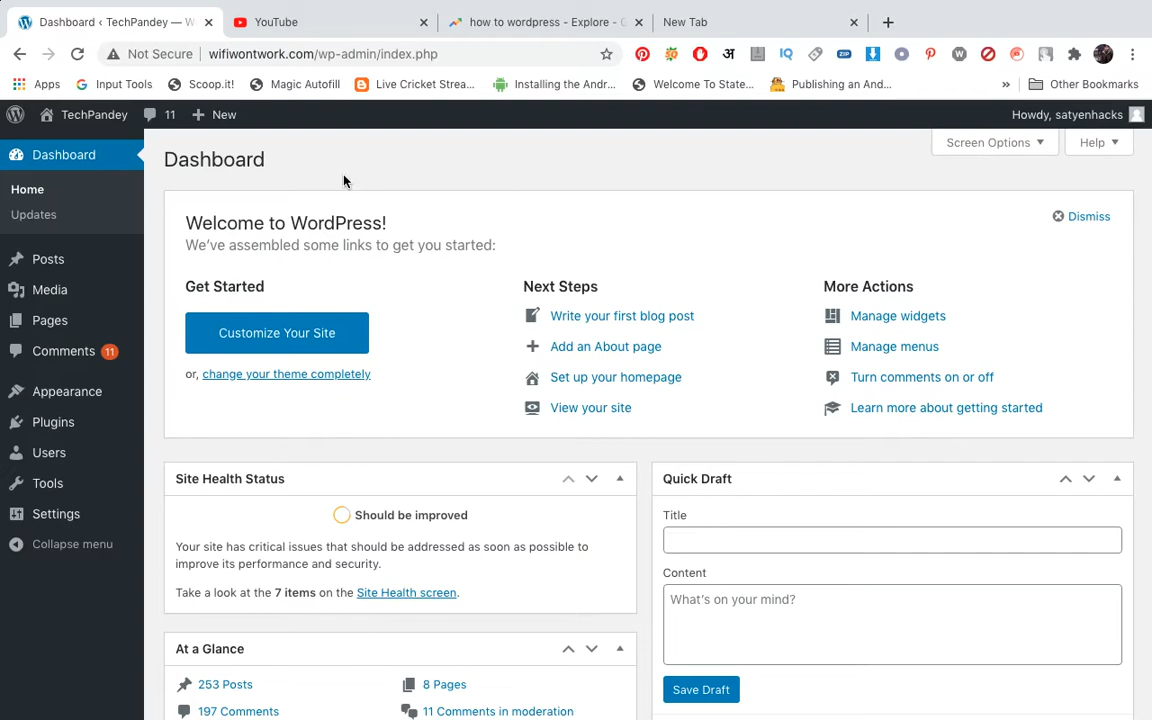 Dashboard ‹ TechPandey — W
YouTube
how to wordpress - Explore - G
New Tab
Not Secure
wifiwontwork.com/wp-admin/index.php
Apps
Input Tools
Scoop.it!
Magic Autofill
Live Cricket Strea...
Installing the Andr...
Welcome To State...
Publishing an And...
»
Other Bookmarks
TechPandey
11
New
Howdy, satyenhacks
Dashboard
Home
Updates
Posts
Media
Pages
Comments 11
Appearance
Plugins
Users
Tools
Settings
Collapse menu
Screen Options
Help
Dashboard
Welcome to WordPress!
We've assembled some links to get you started:
Dismiss
Get Started
Customize Your Site
or, change your theme completely
Next Steps
Write your first blog post
Add an About page
Set up your homepage
View your site
More Actions
Manage widgets
Manage menus
Turn comments on or off
Learn more about getting started
Site Health Status
Should be improved
Your site has critical issues that should be addressed as soon as possible to
improve its performance and security.
Take a look at the 7 items on the Site Health screen.
At a Glance
253 Posts
8 Pages
197 Comments
11 Comments in moderation
Quick Draft
Title
Content
What's on your mind?
Save Draft